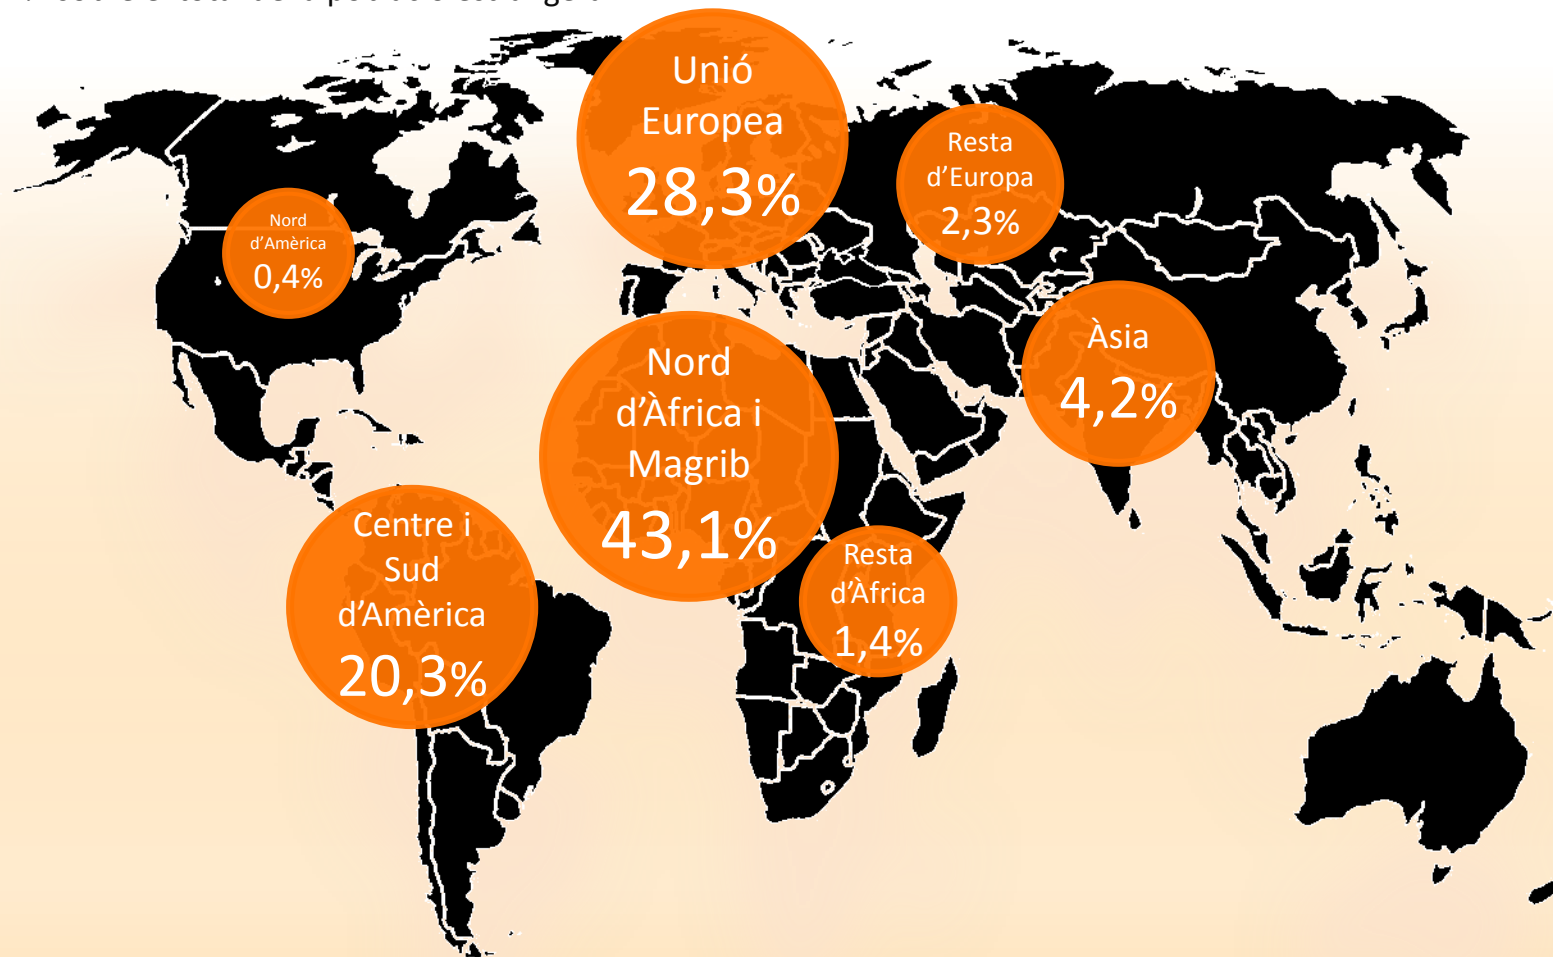 Unió
Europea
28,3%
Resta
d'Europa
2,3%
Nord
d'Amèrica
0,4%
Àsia
4,2%
Nord
d'Àfrica i
Magrib
43,1%
Centre i
Sud
d'Amèrica
20,3%
Resta
d'Àfrica
1,4%